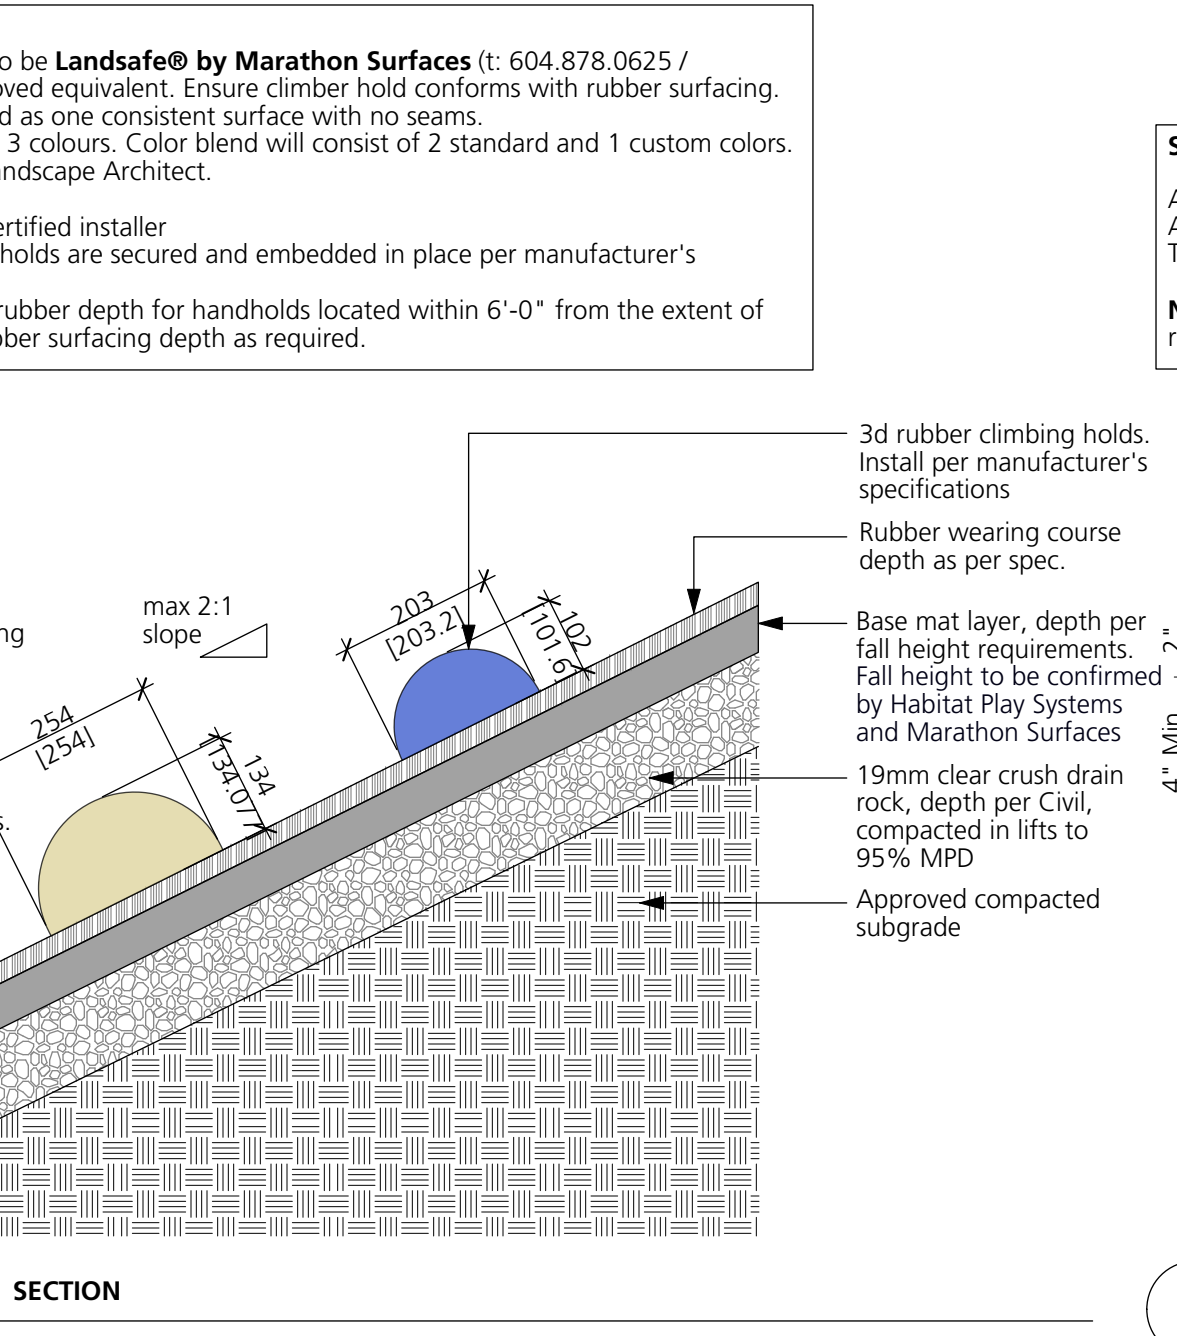 o be Landsafe® by Marathon Surfaces (t: 604.878.0625 /
oved equivalent. Ensure climber hold conforms with rubber surfacing.
d as one consistent surface with no seams.
3 colours. Color blend will consist of 2 standard and 1 custom colors.
andscape Architect.
ertified installer
holds are secured and embedded in place per manufacturer's
rubber depth for handholds located within 6'-0" from the extent of
bber surfacing depth as required.
S
A
A
T
N
r
3d rubber climbing holds.
Install per manufacturer's
specifications
Rubber wearing course
depth as per spec.
Base mat layer, depth per
fall height requirements.
Fall height to be confirmed
by Habitat Play Systems
and Marathon Surfaces
19mm clear crush drain
rock, depth per Civil,
compacted in lifts to
95% MPD
Approved compacted
subgrade
4" Min
2"
max 2:1
slope
ng
s.
203
[203.2]
102
[101.6]
254
[254]
134
[134.077]
SECTION